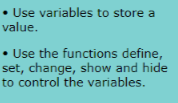 • Use variables to store a
value.
• Use the functions define,
set, change, show and hide
to control the variables.